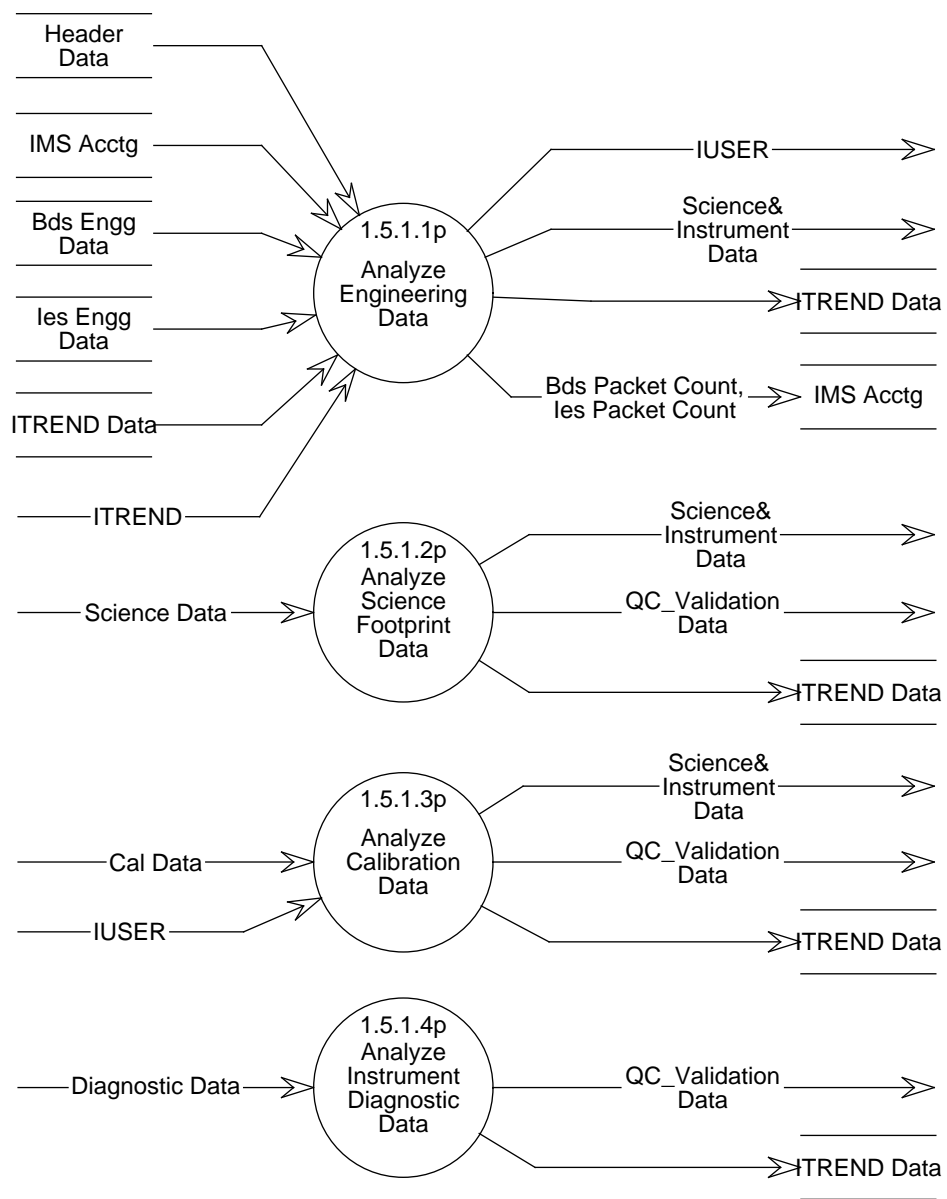 Header
Data
IMS Acctg
Bds Engg
Data
Ies Engg
Data
ITREND Data
ITREND
1.5.1.1p
Analyze
Engineering
Data
IUSER
Science&
Instrument
Data
ITREND Data
Bds Packet Count,
Ies Packet Count
IMS Acctg
Science Data
1.5.1.2p
Analyze
Science
Footprint
Data
Science&
Instrument
Data
QC_Validation
Data
ITREND Data
Cal Data
IUSER
1.5.1.3p
Analyze
Calibration
Data
Science&
Instrument
Data
QC_Validation
Data
ITREND Data
Diagnostic Data
1.5.1.4p
Analyze
Instrument
Diagnostic
Data
QC_Validation
Data
ITREND Data